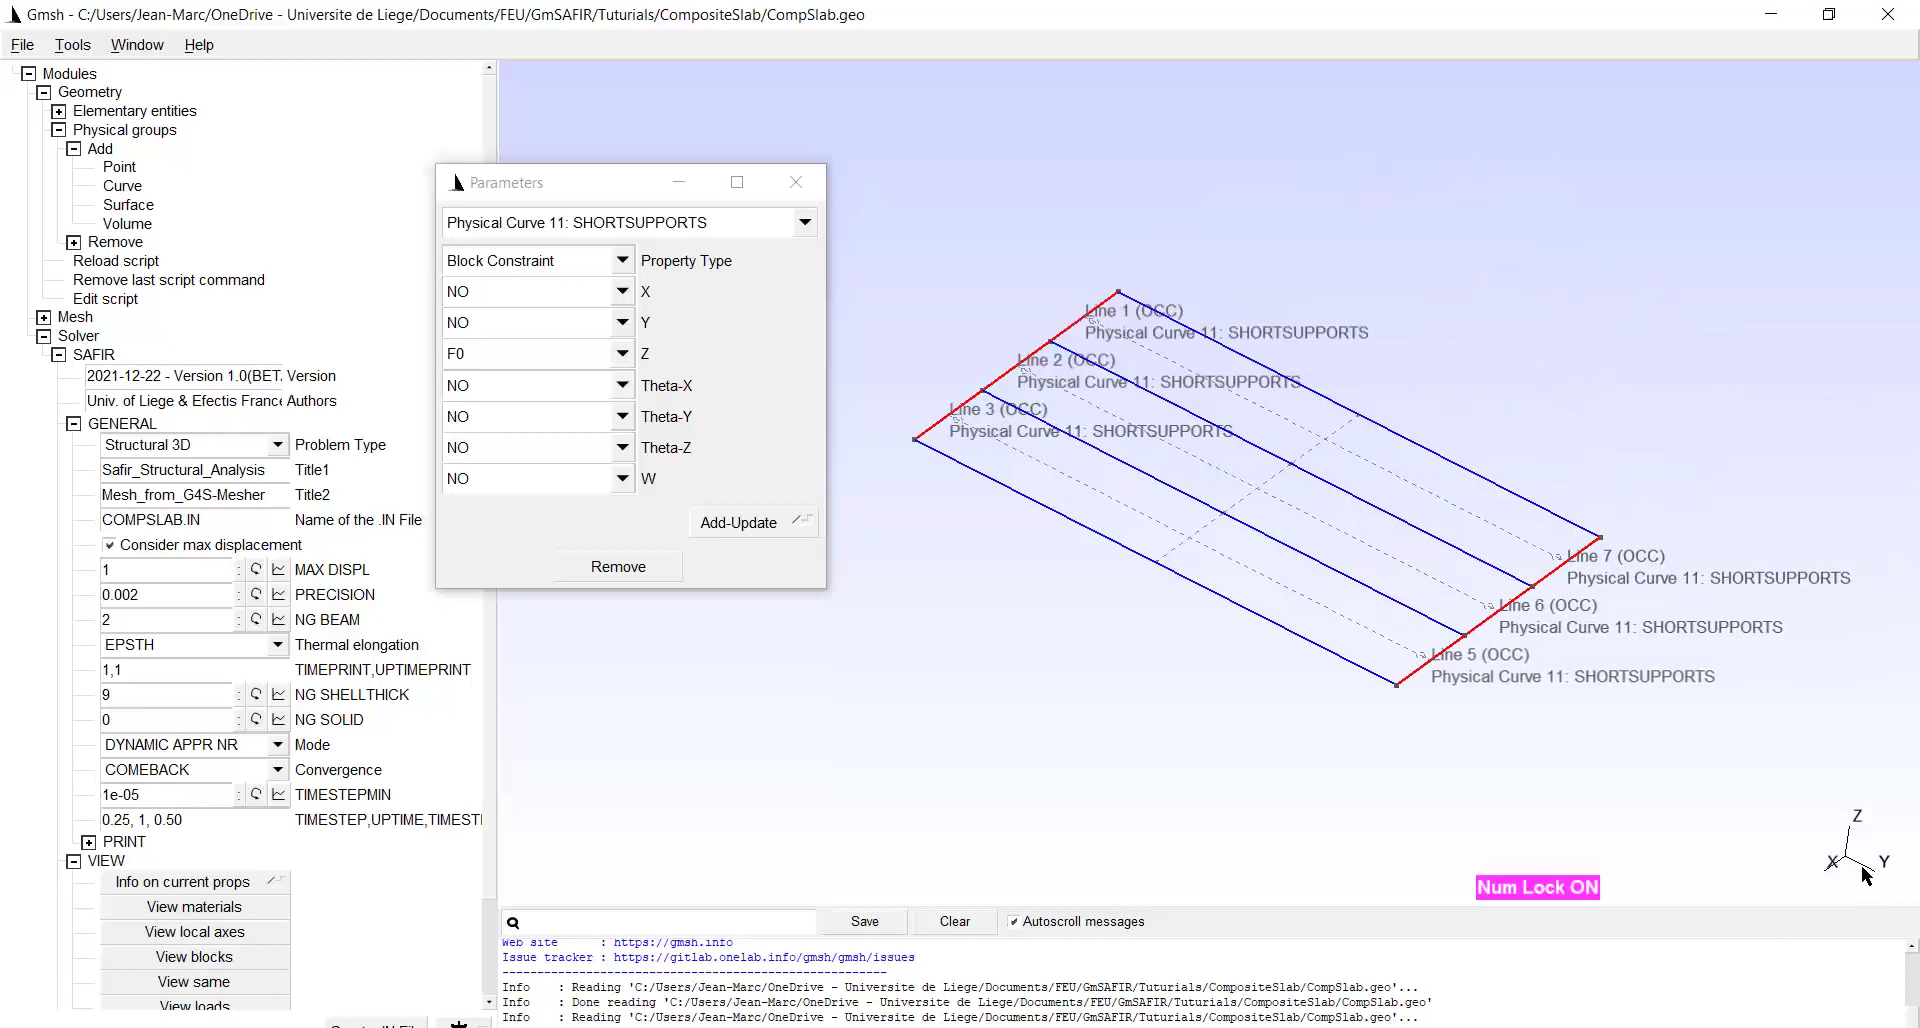 Gmsh - C:/Users/Jean-Marc/OneDrive - Universite de Liege/Documents/FEU/GmSAFIR/Tuturials/CompositeSlab/CompSlab.geo
File Tools Window Help
Modules
Geometry
Elementary entities
Physical groups
Add
Point
Curve
Surface
Volume
Remove
Reload script
Remove last script command
Edit script
Mesh
Solver
SAFIR
2021-12-22 - Version 1.0(BET. Version
Univ. of Liege & Efectis Franc Authors
GENERAL
Structural 3D Problem Type
Safir_Structural_Analysis Title1
Mesh_from_G4S-Mesher Title2
COMPSLAB.IN Name of the .IN File
Consider max displacement
1 : MAX DISPL
0.002 : PRECISION
2 : NG BEAM
EPSTH Thermal elongation
1,1 TIMEPRINT,UPTIMEPRINT
9 : NG SHELLTHICK
0 : NG SOLID
DYNAMIC APPR NR Mode
COMEBACK Convergence
1e-05 : TIMESTEPMIN
0.25, 1, 0.50 TIMESTEP,UPTIME,TIMEST
PRINT
VIEW
Info on current props
View materials
View local axes
View blocks
View same
View loads
Parameters
Physical Curve 11: SHORTSUPPORTS
Block Constraint Property Type
NO X
NO Y
F0 Z
NO Theta-X
NO Theta-Y
NO Theta-Z
NO W
Add-Update
Remove
Line 1 (OCC)
Physical Curve 11: SHORTSUPPORTS
Line 2 (OCC)
Physical Curve 11: SHORTSUPPORTS
Line 3 (OCC)
Physical Curve 11: SHORTSUPPORTS
Line 7 (OCC)
Physical Curve 11: SHORTSUPPORTS
Line 6 (OCC)
Physical Curve 11: SHORTSUPPORTS
Line 5 (OCC)
Physical Curve 11: SHORTSUPPORTS
Z
X Y
Num Lock ON
Save Clear Autoscroll messages
Web site : https://gmsh.info
Issue tracker : https://gitlab.onelab.info/gmsh/gmsh/issues
Info : Reading 'C:/Users/Jean-Marc/OneDrive - Universite de Liege/Documents/FEU/GmSAFIR/Tuturials/CompositeSlab/CompSlab.geo'...
Info : Done reading 'C:/Users/Jean-Marc/OneDrive - Universite de Liege/Documents/FEU/GmSAFIR/Tuturials/CompositeSlab/CompSlab.geo'
Info : Reading 'C:/Users/Jean-Marc/OneDrive - Universite de Liege/Documents/FEU/GmSAFIR/Tuturials/CompositeSlab/CompSlab.geo'...